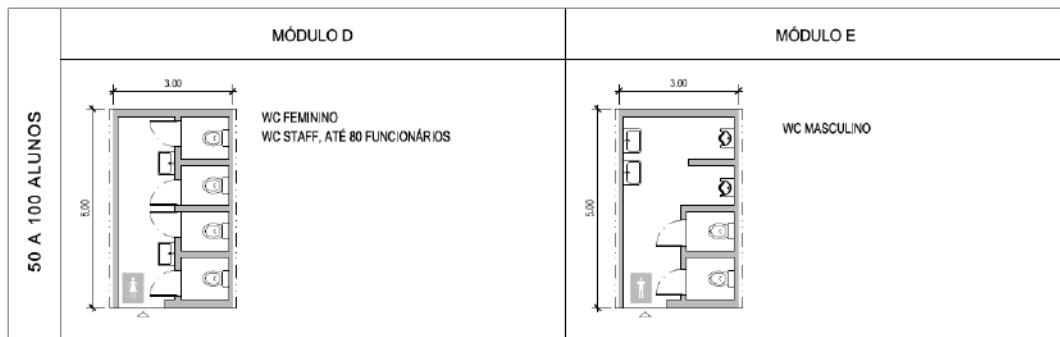 50 A 100 ALUNOS
MÓDULO D
MÓDULO E
3.00
5.00
WC FEMININO
WC STAFF, ATÉ 80 FUNCIONÁRIOS
3.00
5.00
WC MASCULINO